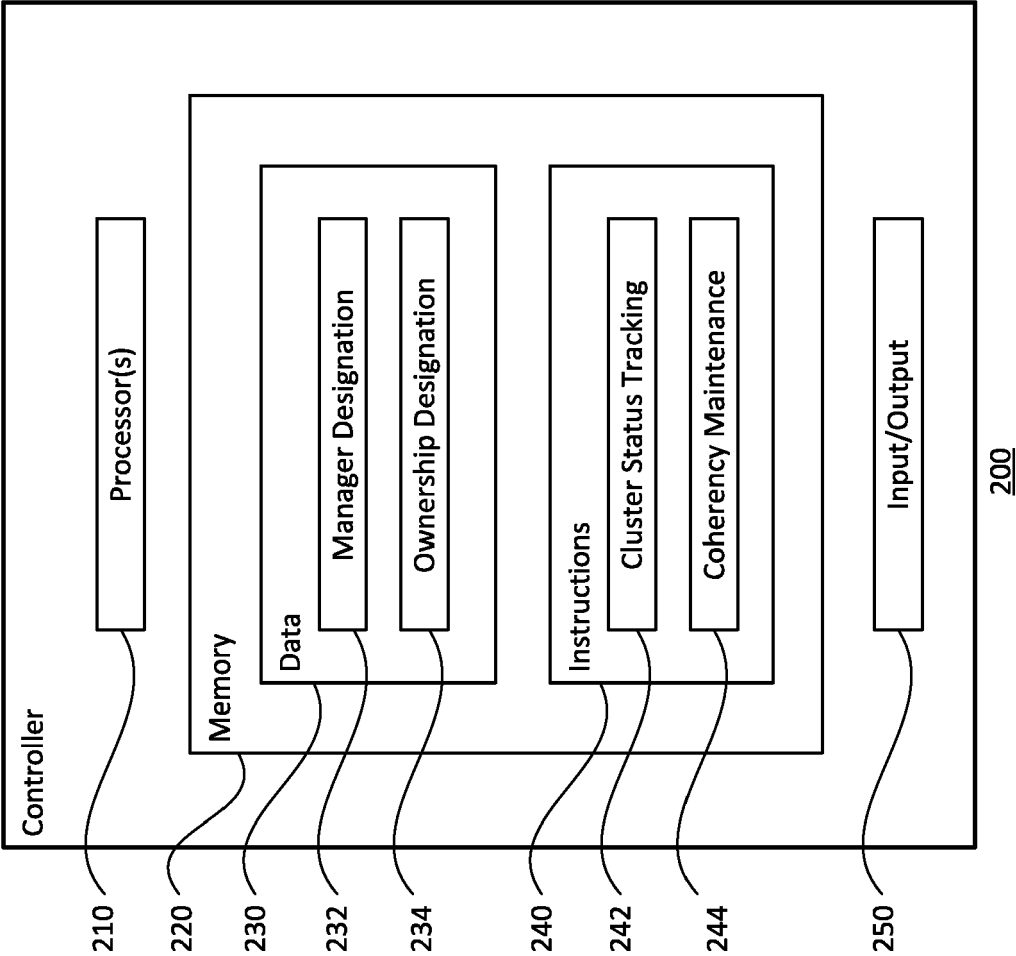 Controller
210
Processor(s)
220
Memory
230
Data
232
Manager Designation
234
Ownership Designation
240
Instructions
242
Cluster Status Tracking
244
Coherency Maintenance
250
Input/Output
200